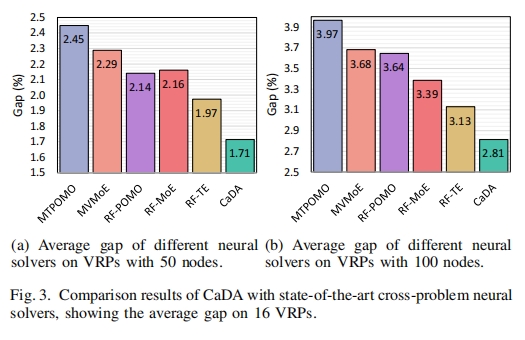 2.5
2.4
2.3
2.2
2.1
2.0
1.9
1.8
1.7
1.6
1.5
Gap (%)
2.45
2.29
2.14
2.16
1.97
1.71
MTPOMO
MVMoE
RF-POMO
RF-MoE
RF-TE
CaDA
3.9
3.7
3.5
3.3
3.1
2.9
2.7
2.5
Gap (%)
3.97
3.68
3.64
3.39
3.13
2.81
MTPOMO
MVMoE
RF-POMO
RF-MoE
RF-TE
CaDA
(a) Average gap of different neural
solvers on VRPs with 50 nodes.
(b) Average gap of different neural
solvers on VRPs with 100 nodes.
Fig. 3. Comparison results of CaDA with state-of-the-art cross-problem neural
solvers, showing the average gap on 16 VRPs.